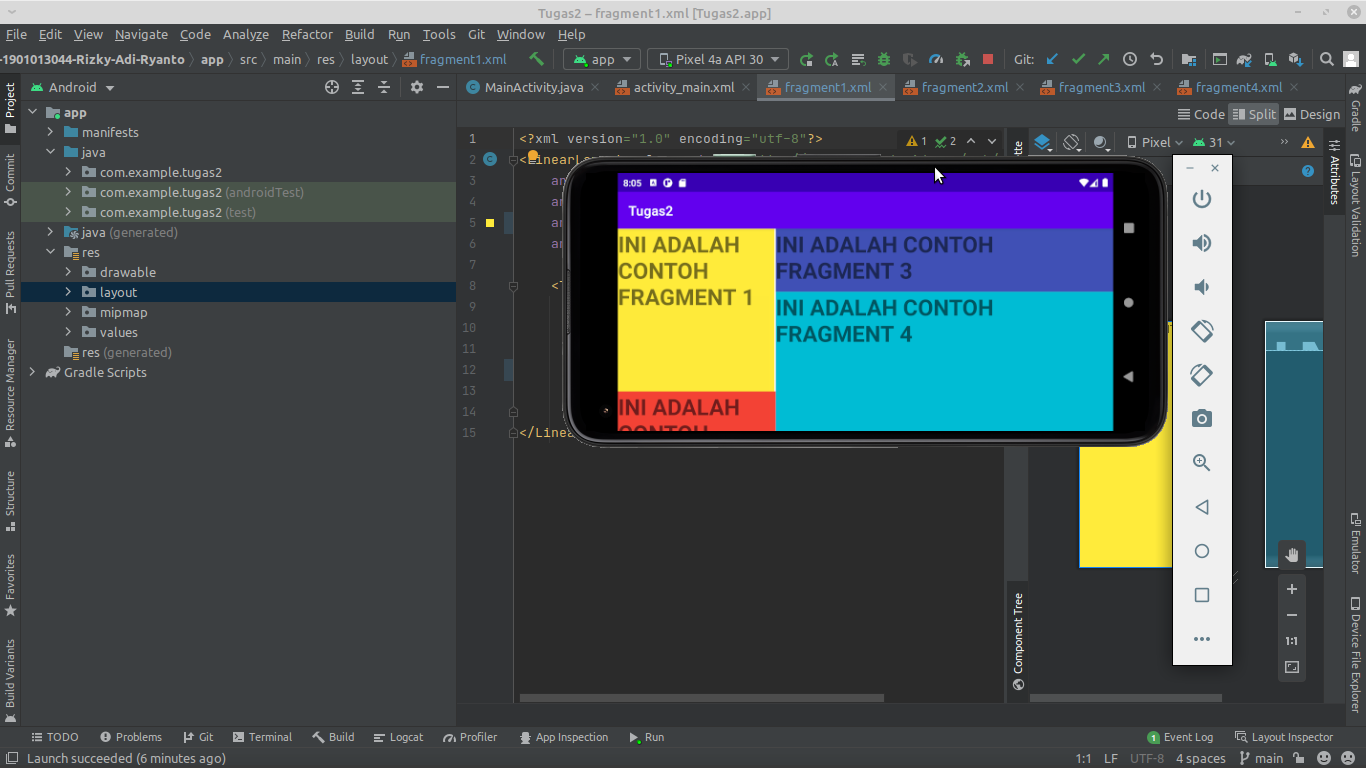 Tugas2 – fragment1.xml [Tugas2.app]
File Edit View Navigate Code Analyze Refactor Build Run Tools Git Window Help
-1901013044-Rizky-Adi-Ryanto app src main res layout fragment1.xml app Pixel 4a API 30 Git:
Android MainActivity.java activity_main.xml fragment1.xml fragment2.xml fragment3.xml fragment4.xml
Code Split Design
Project
Commit
Pull Requests
Resource Manager
Structure
Favorites
Build Variants
app
manifests
java
com.example.tugas2
com.example.tugas2 (androidTest)
com.example.tugas2 (test)
java (generated)
res
drawable
layout
mipmap
values
res (generated)
Gradle Scripts
1 <?xml version="1.0" encoding="utf-8"?>
1 2
2
3 an
4 a
5 an
6 an
7
8 <
9
10
11
12
13
14
15 </Linea
Pixel 31
8:05
Tugas2
INI ADALAH
CONTOH
FRAGMENT 1
INI ADALAH CONTOH
FRAGMENT 3
INI ADALAH CONTOH
FRAGMENT 4
INI ADALAH
CONTOH
Component Tree
1:1
Attributes
Gradle
Layout Validation
Emulator
Device File Explorer
TODO Problems Git Terminal Build Logcat Profiler App Inspection Run 1 Event Log Layout Inspector
Launch succeeded (6 minutes ago) 1:1 LF UTF-8 4 spaces main